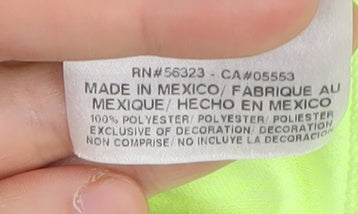 RN#56323 - CA#05553
MADE IN MEXICO/ FABRIQUE AU
MEXIQUE/ HECHO EN MEXICO
100% POLYESTER/ POLYESTER/ POLIESTER
EXCLUSIVE OF DECORATION/ DECORATION
NON COMPRISE/ NO INCLUYE LA DECORACION